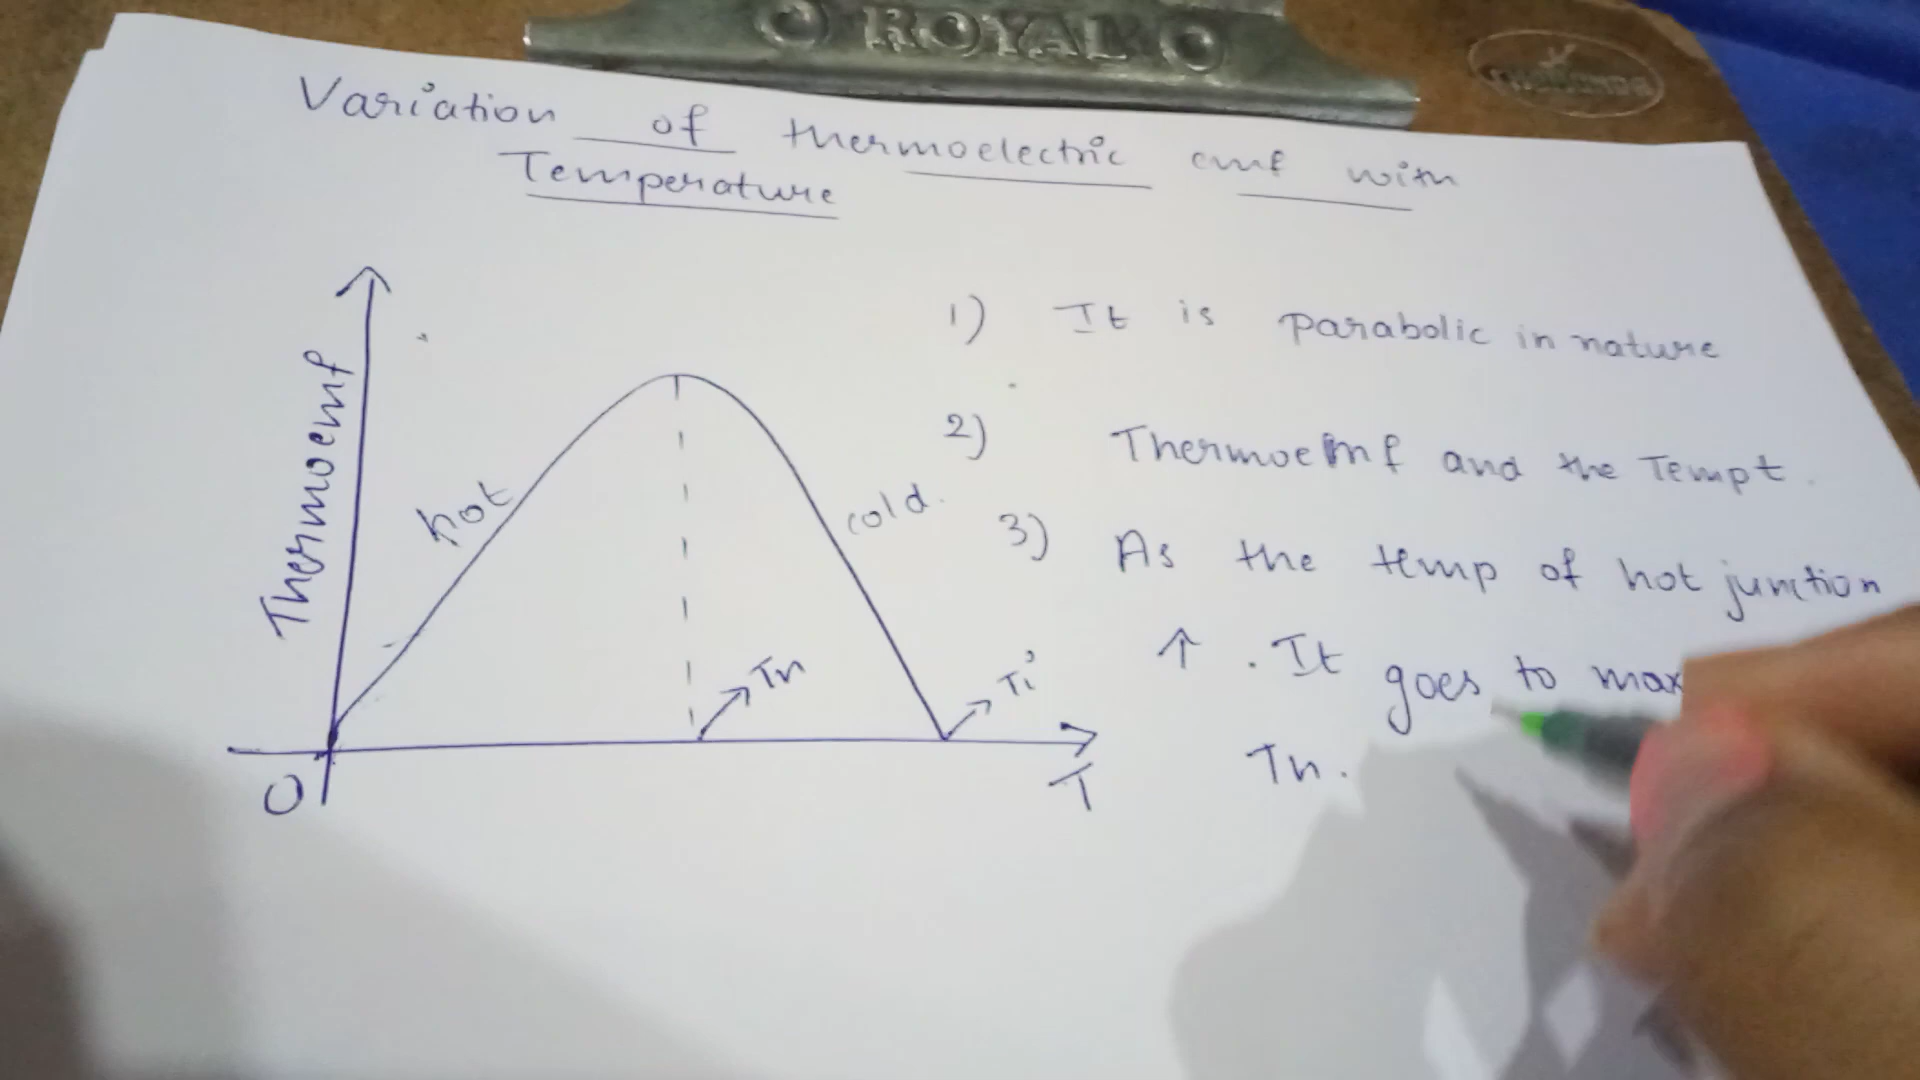 ROYAL
Variation of thermoelectric emf with
Temperature
Thermoemf
hot
cold.
Tn
Ti
O
T
1) It is parabolic in nature
2) Thermoemf and the Tempt.
3) As the temp of hot junction
↑ . It goes to max
Tn.